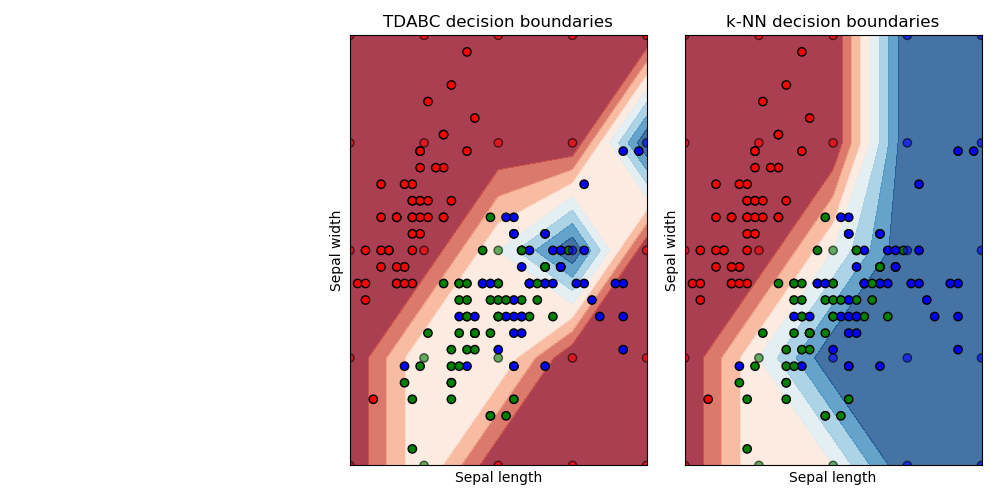 TDABC decision boundaries
Sepal width
Sepal length
k-NN decision boundaries
Sepal width
Sepal length